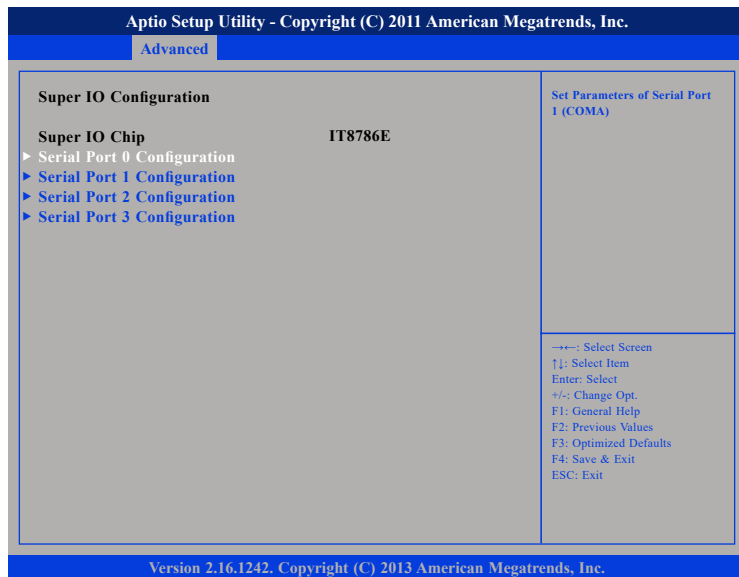 Aptio Setup Utility - Copyright (C) 2011 American Megatrends, Inc.
Advanced
Super IO Configuration
Super IO Chip IT8786E
▶ Serial Port 0 Configuration
▶ Serial Port 1 Configuration
▶ Serial Port 2 Configuration
▶ Serial Port 3 Configuration
Set Parameters of Serial Port
1 (COMA)
→←: Select Screen
↑↓: Select Item
Enter: Select
+/-: Change Opt.
F1: General Help
F2: Previous Values
F3: Optimized Defaults
F4: Save & Exit
ESC: Exit
Version 2.16.1242. Copyright (C) 2013 American Megatrends, Inc.